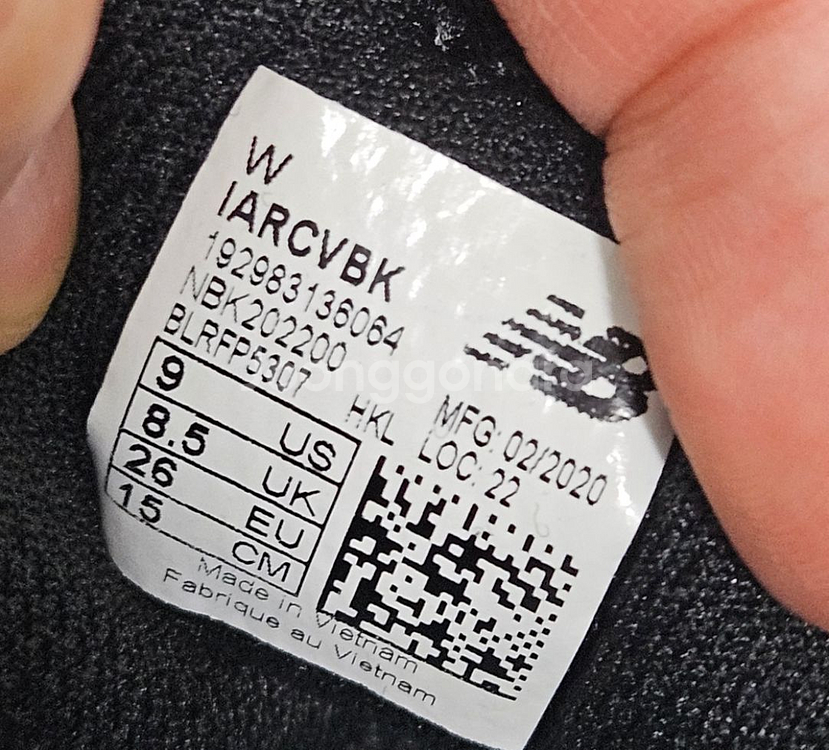 W
IARCVBK
192983136064
NBK202200
BLRFP5307
HKL
MFG: 02/2020
LOC: 22
9 US
8.5 UK
26 EU
15 CM
Made in Vietnam
Fabriqué au Vietnam